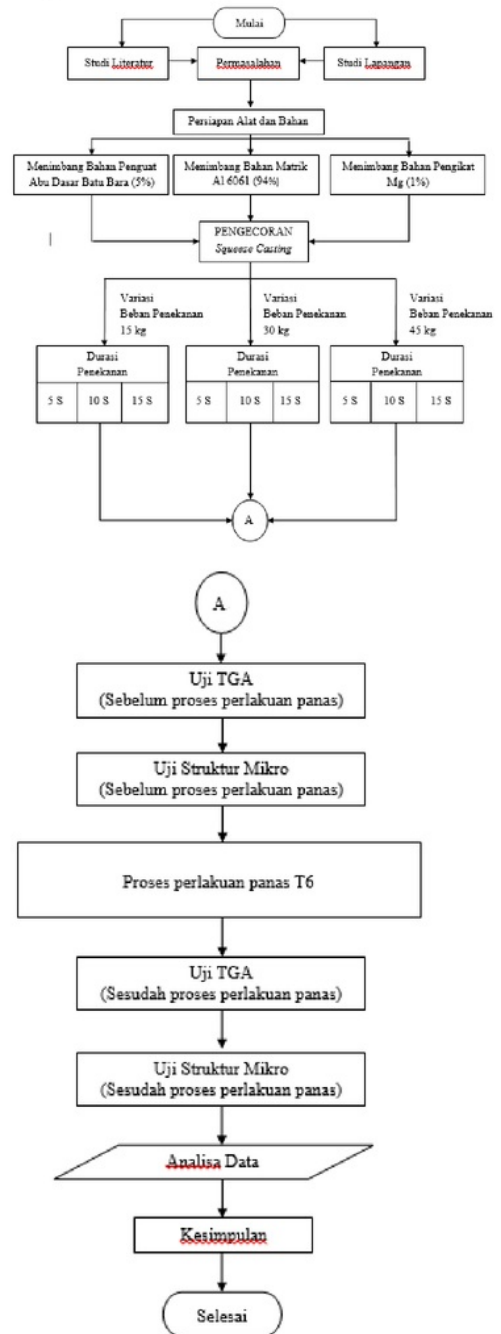 Mulai
Studi Literatur
Permasalahan
Studi Lapangan
Persiapan Alat dan Bahan
Menimbang Bahan Penguat
Abu Dasar Batu Bara (5%)
Menimbang Bahan Matrik
Al 6061 (94%)
Menimbang Bahan Pengikat
Mg (1%)
PENGECORAN
Squeeze Casting
Variasi
Beban Penekanan
15 kg
Variasi
Beban Penekanan
30 kg
Variasi
Beban Penekanan
45 kg
Durasi
Penekanan
5 S 10 S 15 S
Durasi
Penekanan
5 S 10 S 15 S
Durasi
Penekanan
5 S 10 S 15 S
A
A
Uji TGA
(Sebelum proses perlakuan panas)
Uji Struktur Mikro
(Sebelum proses perlakuan panas)
Proses perlakuan panas T6
Uji TGA
(Sesudah proses perlakuan panas)
Uji Struktur Mikro
(Sesudah proses perlakuan panas)
Analisa Data
Kesimpulan
Selesai